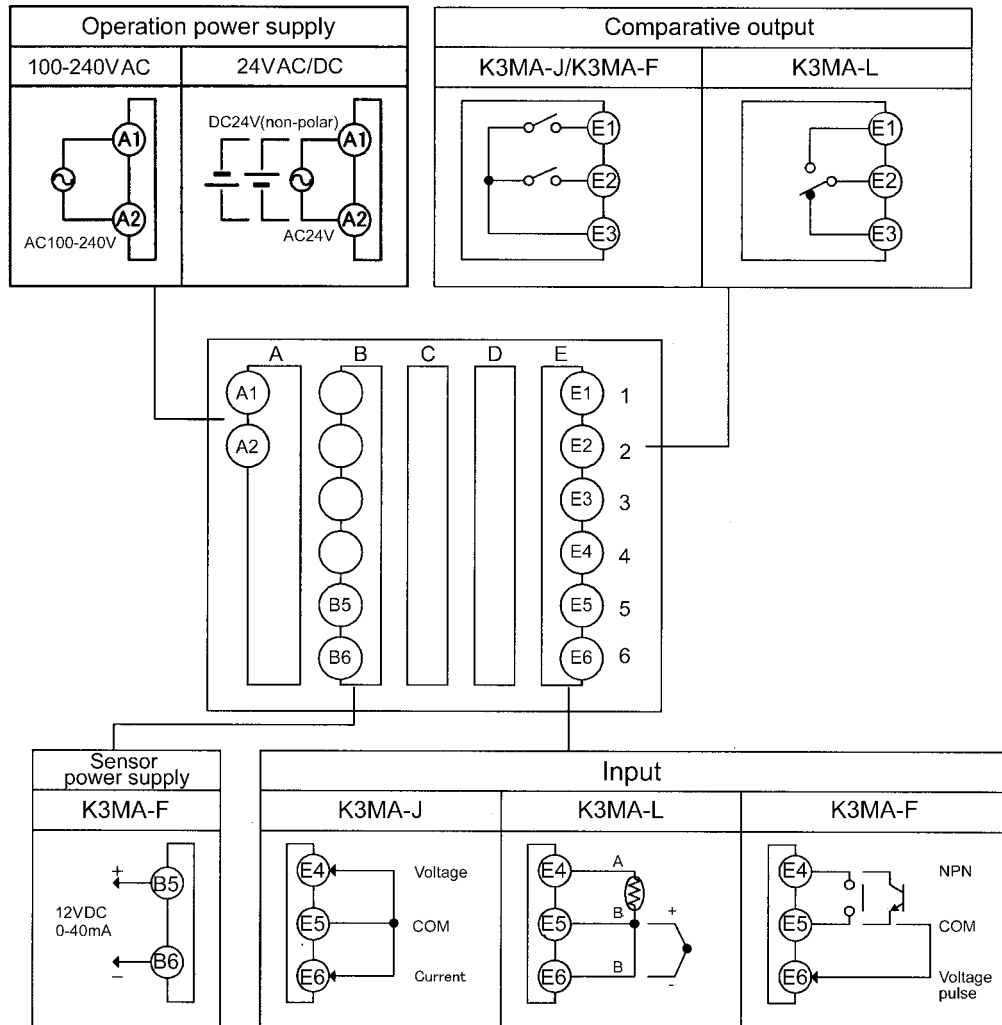 Operation power supply
100-240VAC
24VAC/DC
DC24V(non-polar)
A1
A2
AC100-240V
A1
A2
AC24V
Comparative output
K3MA-J/K3MA-F
K3MA-L
E1
E2
E3
E1
E2
E3
A B C D E
A1 E1 1
A2 E2 2
E3 3
E4 4
B5 E5 5
B6 E6 6
Sensor
power supply
K3MA-F
+
B5
12VDC
0-40mA
B6
−
Input
K3MA-J
K3MA-L
K3MA-F
E4 Voltage
E5 COM
E6 Current
E4 A
E5 B +
E6 B -
E4 NPN
E5 COM
E6 Voltage
pulse